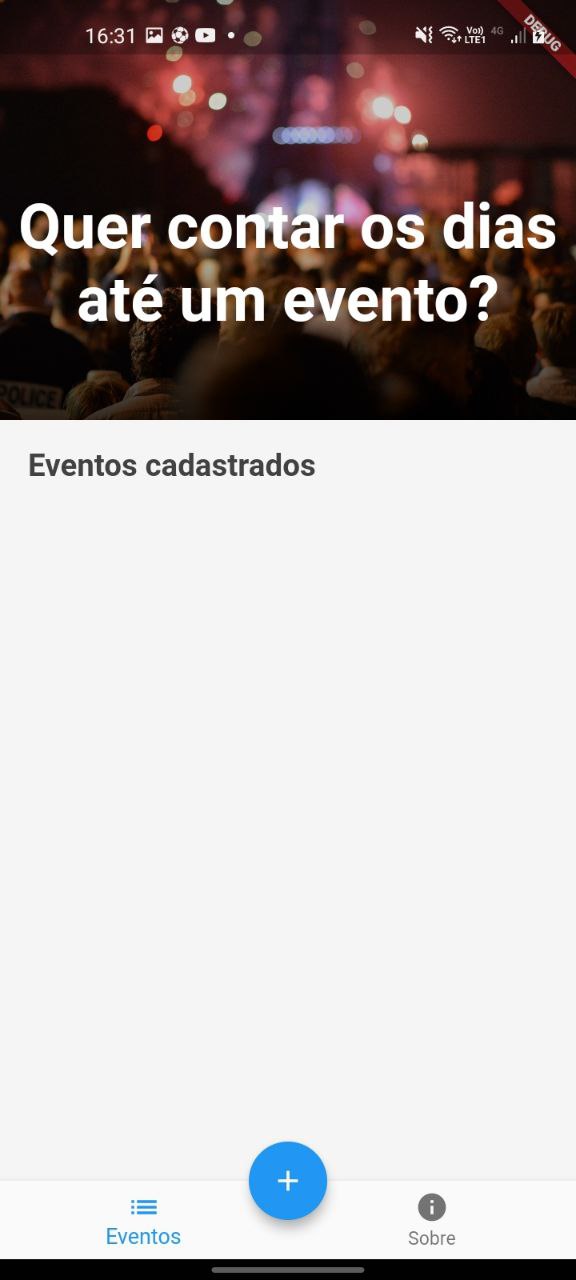 16:31
Vo)) 4G
LTE1
DEBUG
Quer contar os dias
até um evento?
POLICE
Eventos cadastrados
+
Eventos
Sobre